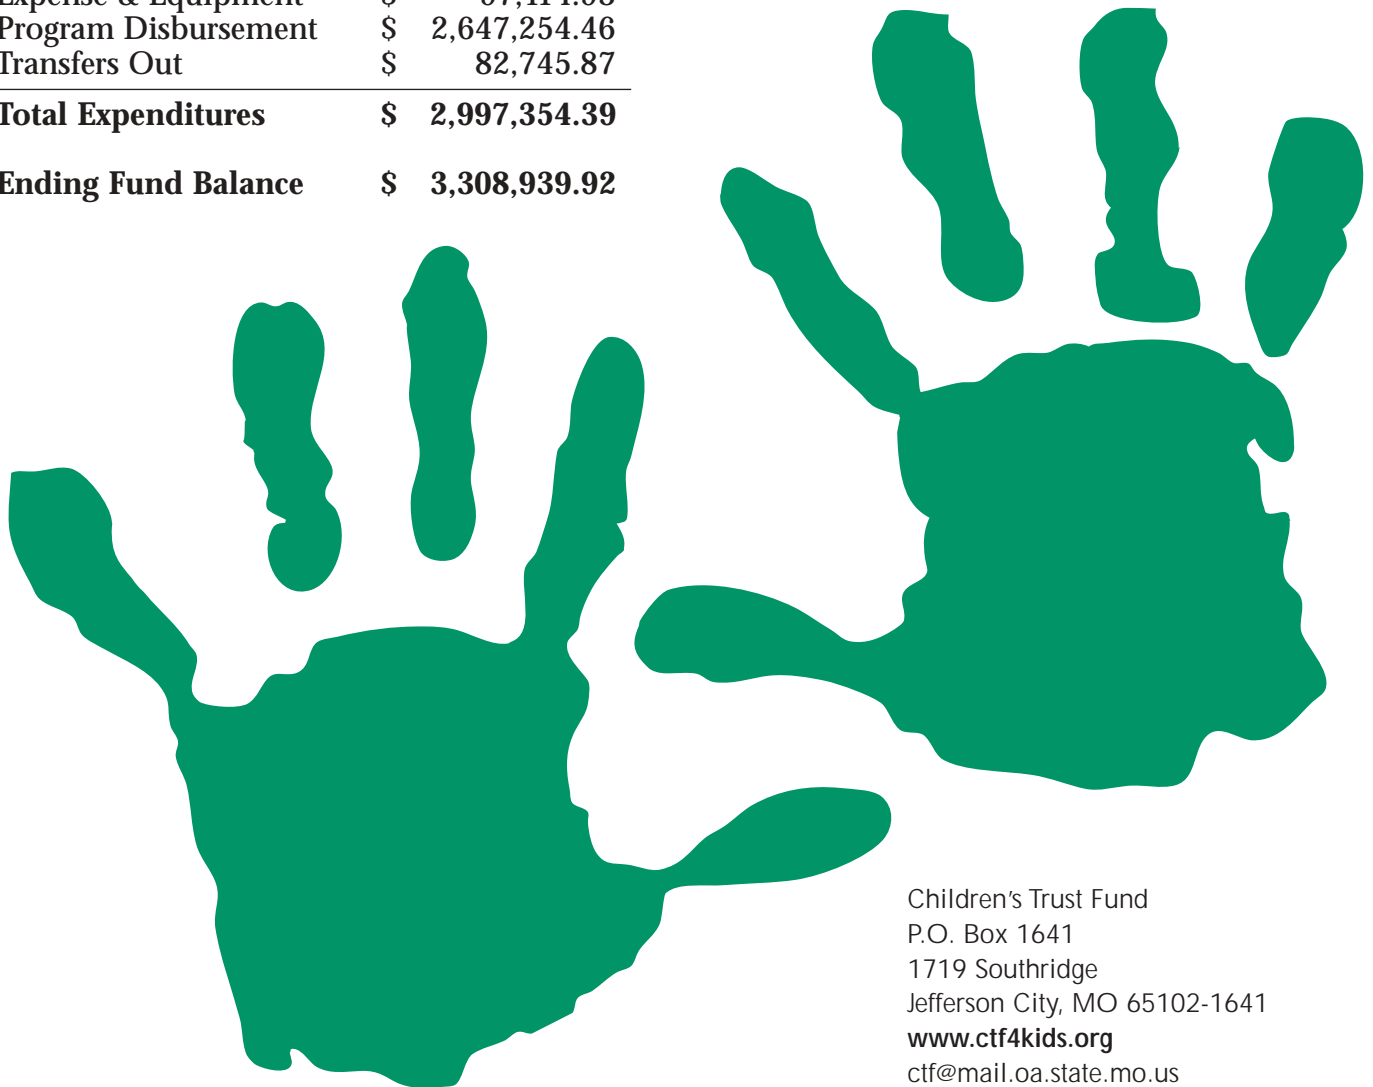 Expense & Equipment $
Program Disbursement $ 2,647,254.46
Transfers Out $ 82,745.87
Total Expenditures $ 2,997,354.39
Ending Fund Balance $ 3,308,939.92
Children's Trust Fund
P.O. Box 1641
1719 Southridge
Jefferson City, MO 65102-1641
www.ctf4kids.org
ctf@mail.oa.state.mo.us